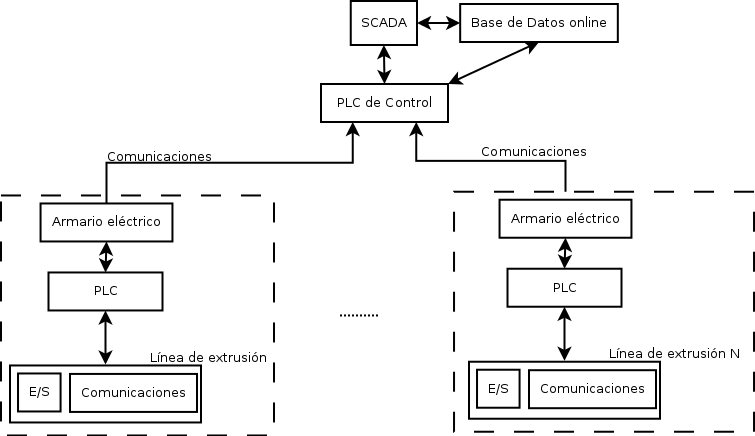 SCADA
Base de Datos online
PLC de Control
Comunicaciones
Comunicaciones
Armario eléctrico
Armario eléctrico
PLC
PLC
..........
Línea de extrusión
Línea de extrusión N
E/S
Comunicaciones
E/S
Comunicaciones